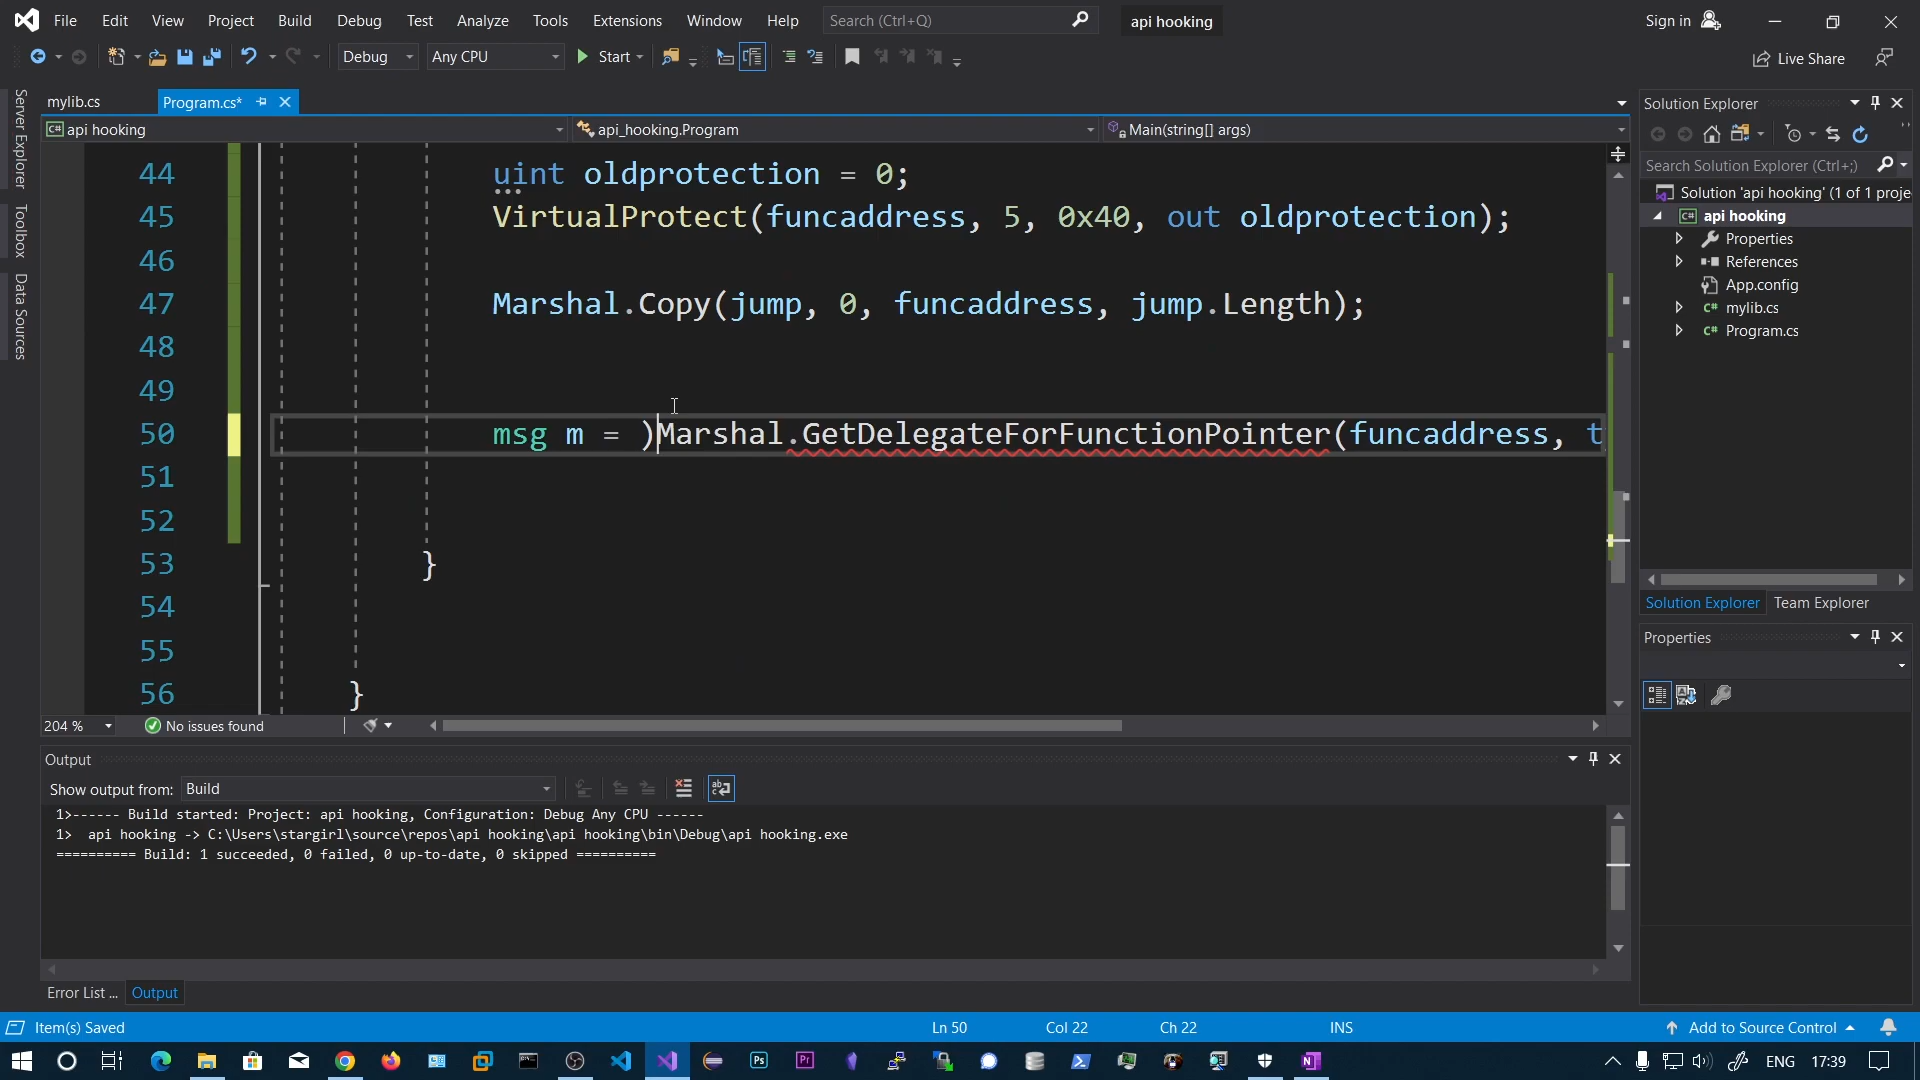 File Edit View Project Build Debug Test Analyze Tools Extensions Window Help Search (Ctrl+Q) api hooking Sign in
Debug Any CPU Start Live Share
Server Explorer
Toolbox
Data Sources
mylib.cs Program.cs*
C# api hooking api_hooking.Program Main(string[] args)
44 uint oldprotection = 0;
45 VirtualProtect(funcaddress, 5, 0x40, out oldprotection);
46
47 Marshal.Copy(jump, 0, funcaddress, jump.Length);
48
49
50 msg m = )Marshal.GetDelegateForFunctionPointer(funcaddress, t
51
52
53 }
54
55
56 }
204 % No issues found
Solution Explorer
Search Solution Explorer (Ctrl+;)
Solution 'api hooking' (1 of 1 proje
C# api hooking
Properties
References
App.config
C# mylib.cs
C# Program.cs
Solution Explorer Team Explorer
Properties
Output
Show output from: Build
1>------ Build started: Project: api hooking, Configuration: Debug Any CPU ------
1> api hooking -> C:\Users\stargirl\source\repos\api hooking\api hooking\bin\Debug\api hooking.exe
========== Build: 1 succeeded, 0 failed, 0 up-to-date, 0 skipped ==========
Error List ... Output
Item(s) Saved Ln 50 Col 22 Ch 22 INS Add to Source Control
ENG 17:39